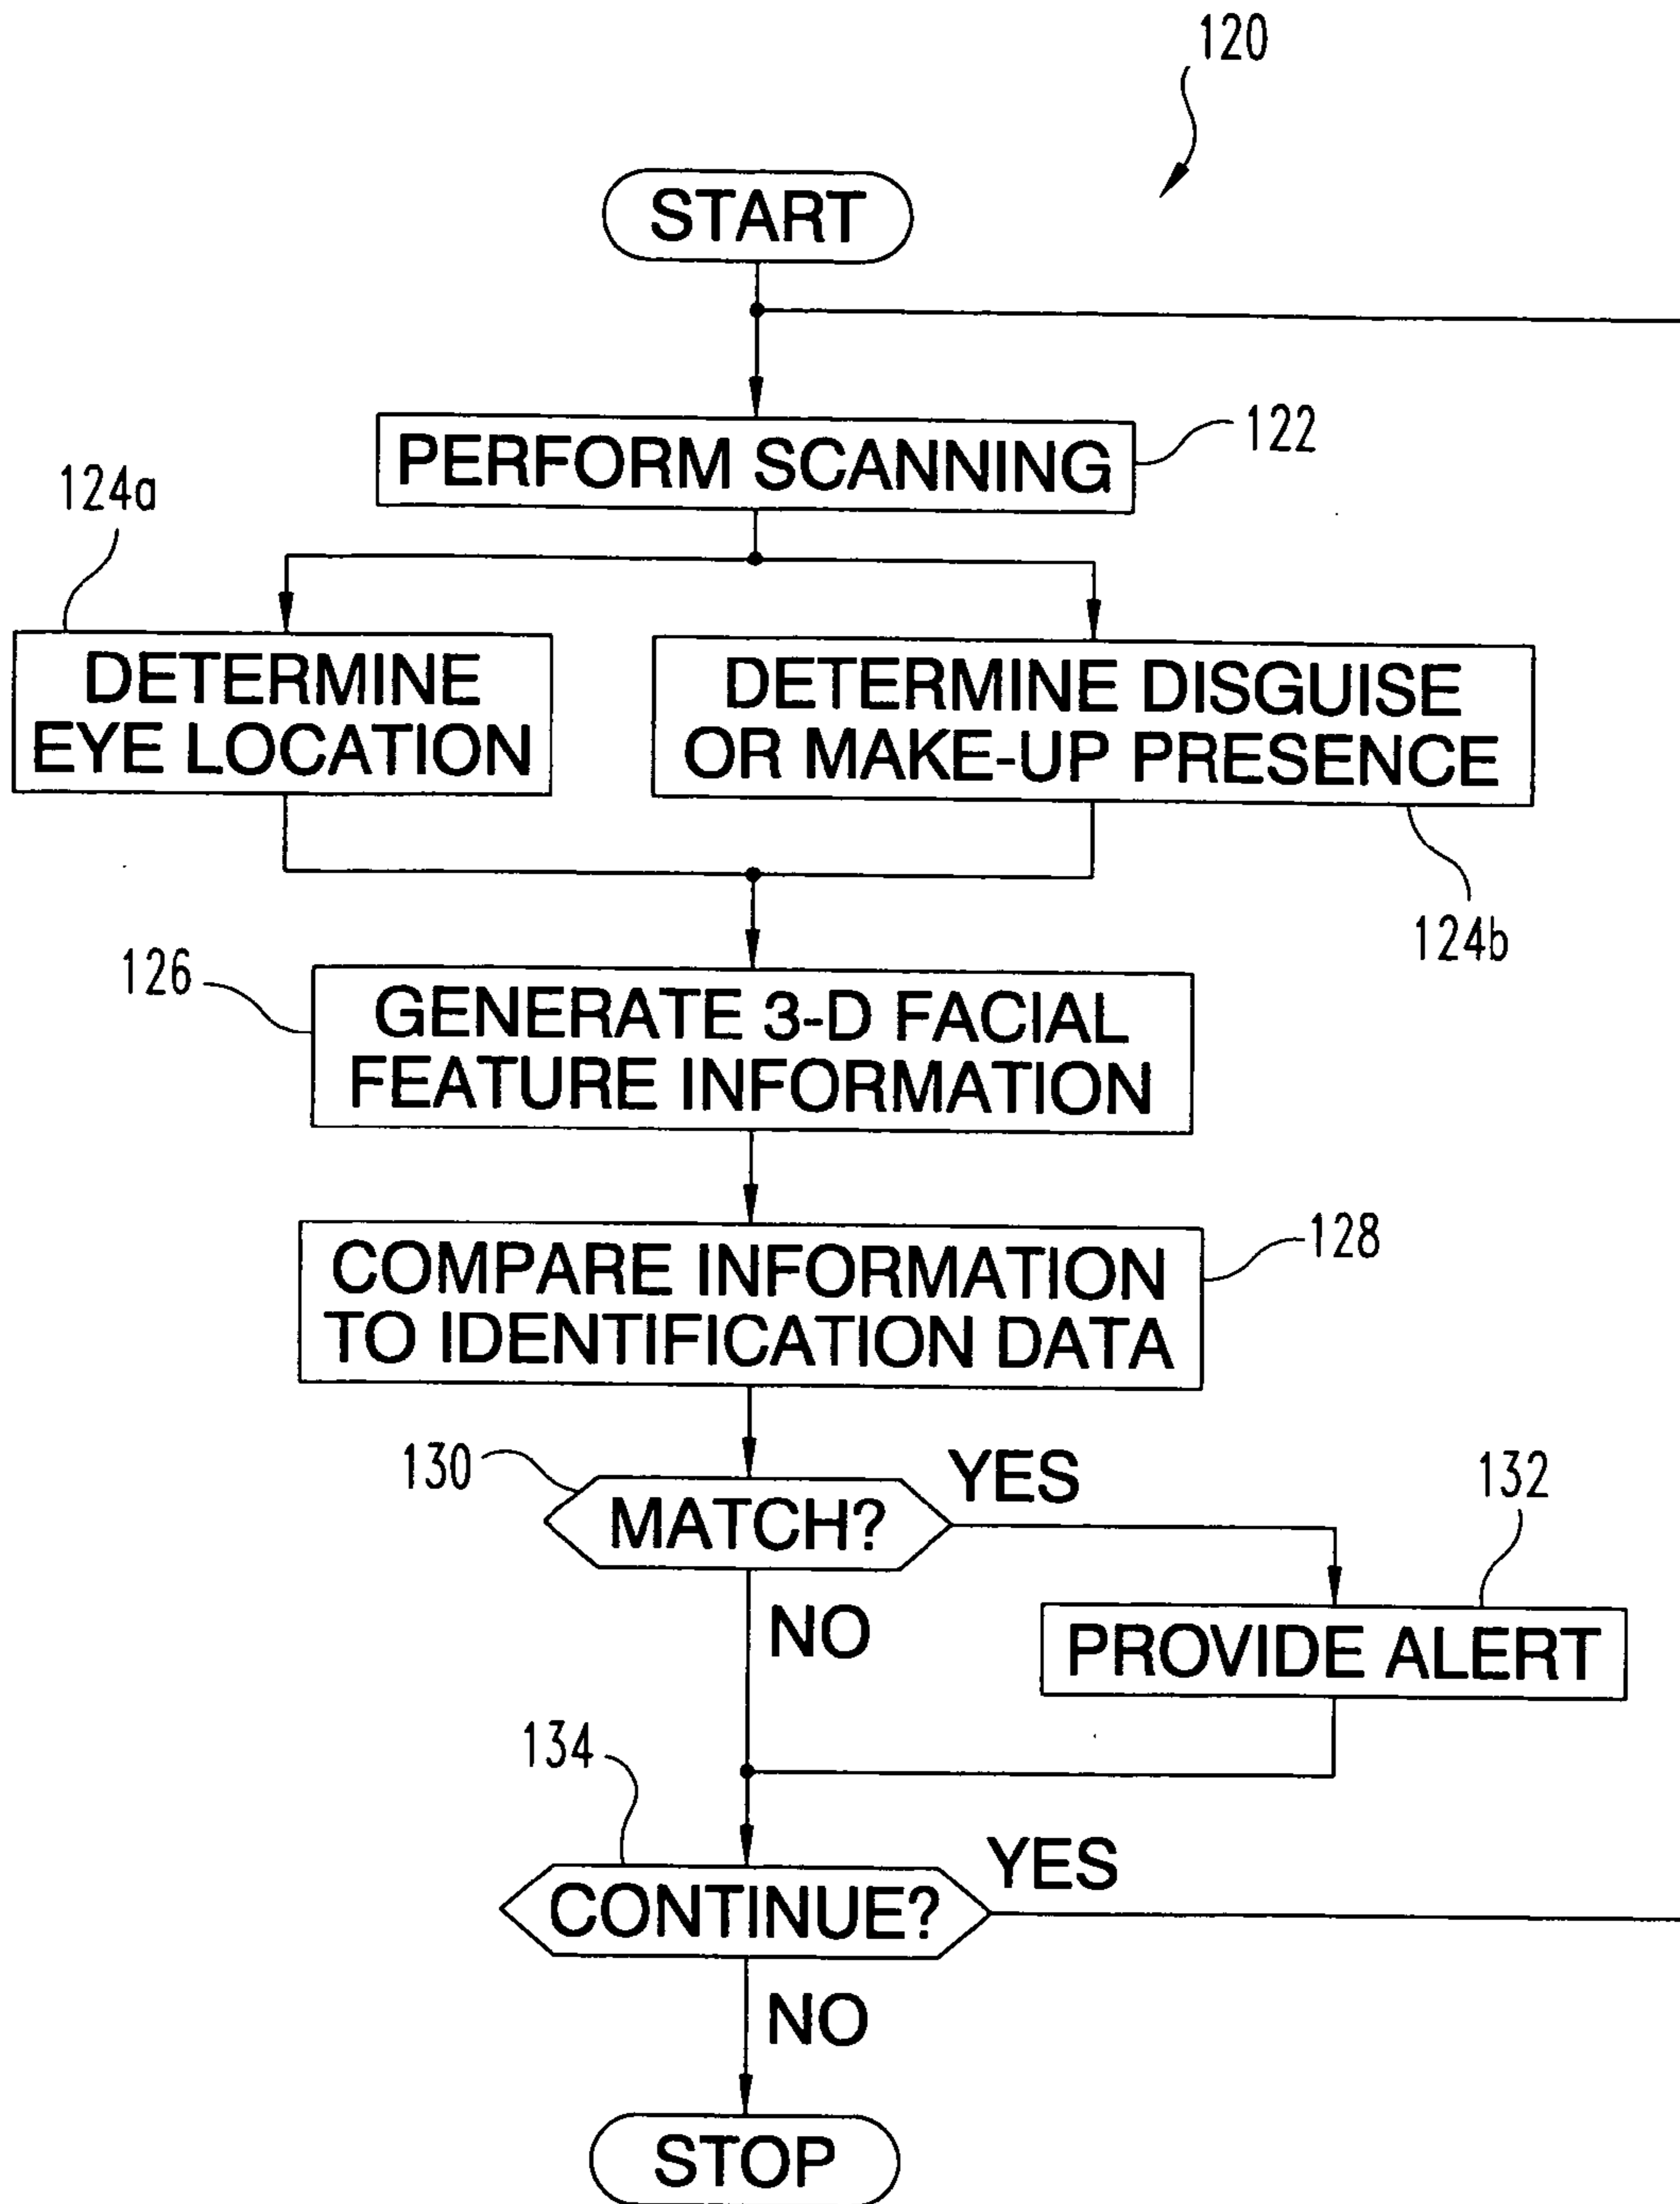 120
START
PERFORM SCANNING
122
124a
DETERMINE
EYE LOCATION
DETERMINE DISGUISE
OR MAKE-UP PRESENCE
124b
126
GENERATE 3-D FACIAL
FEATURE INFORMATION
COMPARE INFORMATION
TO IDENTIFICATION DATA
128
130
MATCH?
YES
132
NO
PROVIDE ALERT
134
CONTINUE?
YES
NO
STOP